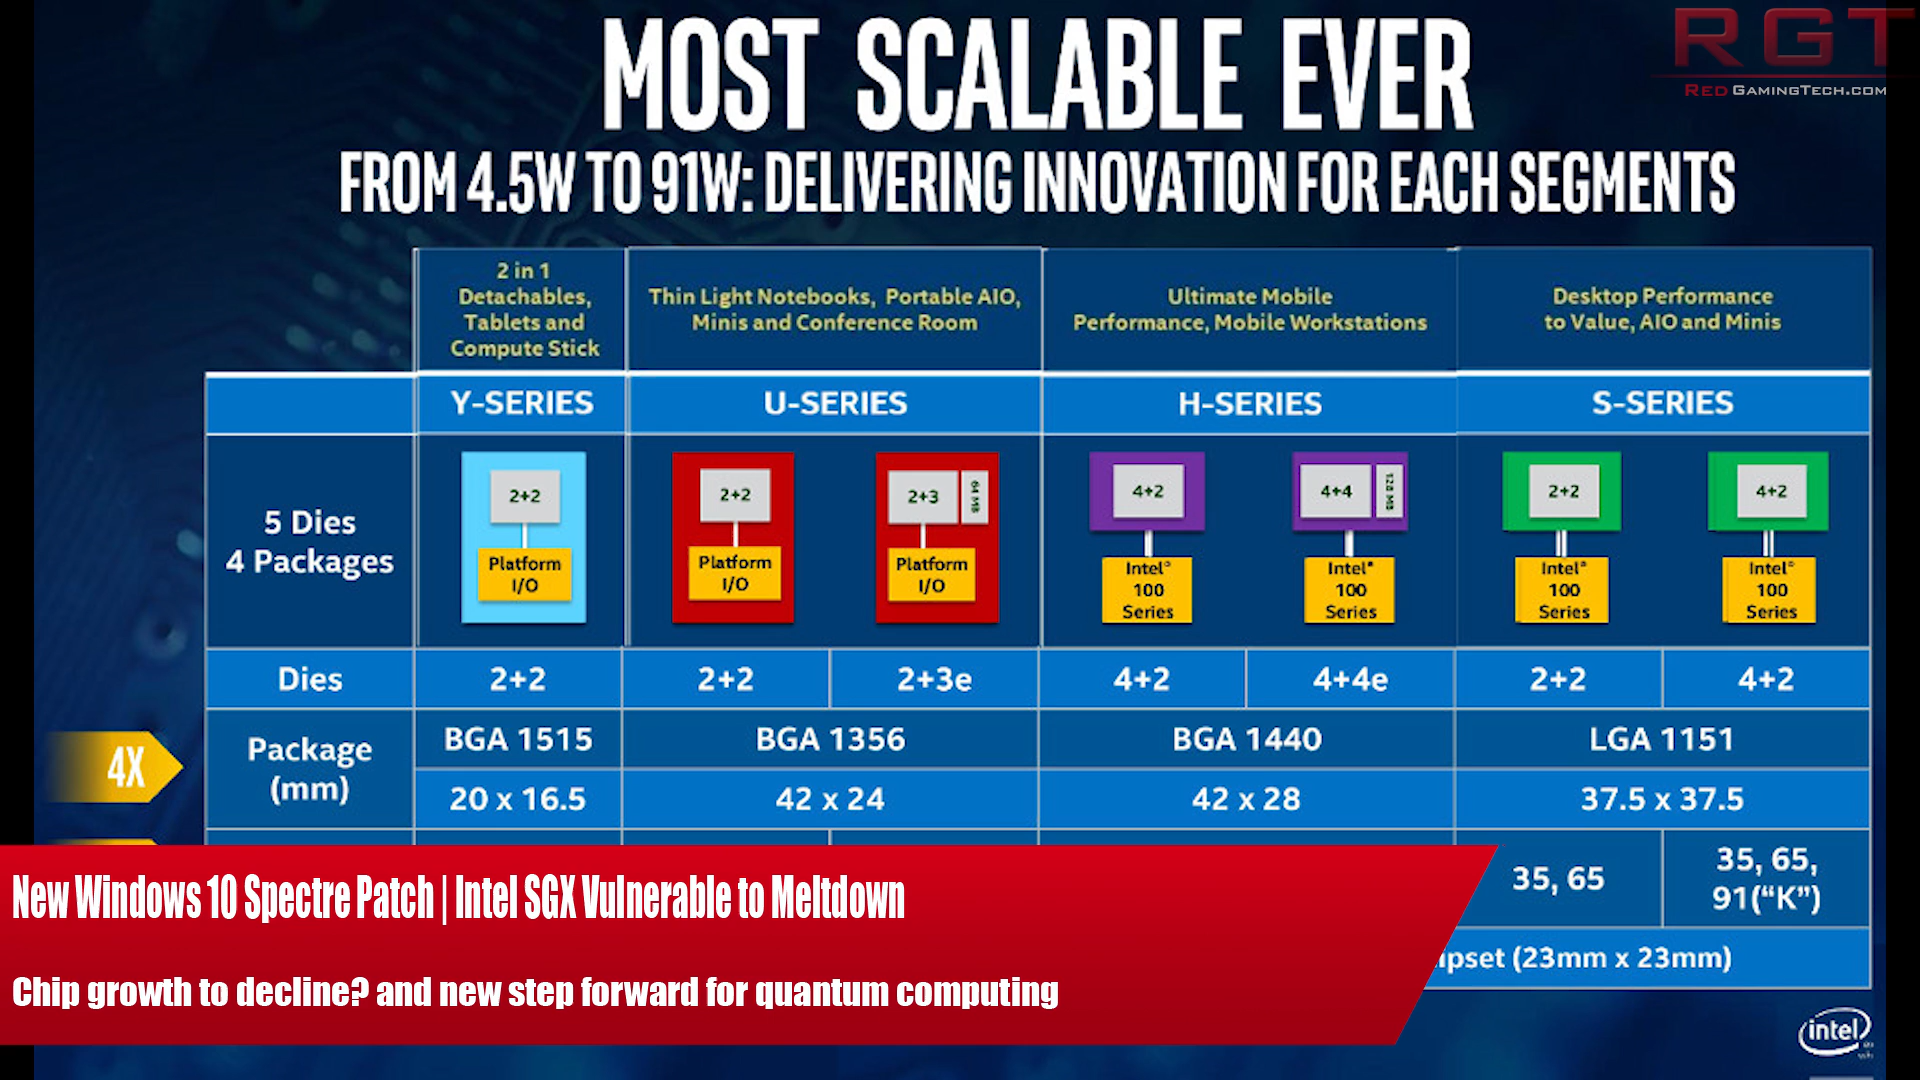 MOST SCALABLE EVER
RGT
RED GAMINGTECH.COM
FROM 4.5W TO 91W: DELIVERING INNOVATION FOR EACH SEGMENTS
2 in 1
Detachables,
Tablets and
Compute Stick
Thin Light Notebooks, Portable AIO,
Minis and Conference Room
Ultimate Mobile
Performance, Mobile Workstations
Desktop Performance
to Value, AIO and Minis
Y-SERIES U-SERIES H-SERIES S-SERIES
5 Dies
4 Packages
2+2
Platform
I/O
2+2
Platform
I/O
2+3
64 MB
Platform
I/O
4+2
Intel®
100
Series
4+4
128 MB
Intel®
100
Series
2+2
Intel®
100
Series
4+2
Intel®
100
Series
Dies 2+2 2+2 2+3e 4+2 4+4e 2+2 4+2
4X
Package
(mm)
BGA 1515 BGA 1356 BGA 1440 LGA 1151
20 x 16.5 42 x 24 42 x 28 37.5 x 37.5
35, 65
35, 65,
91("K")
ipset (23mm x 23mm)
New Windows 10 Spectre Patch | Intel SGX Vulnerable to Meltdown
Chip growth to decline? and new step forward for quantum computing
intel